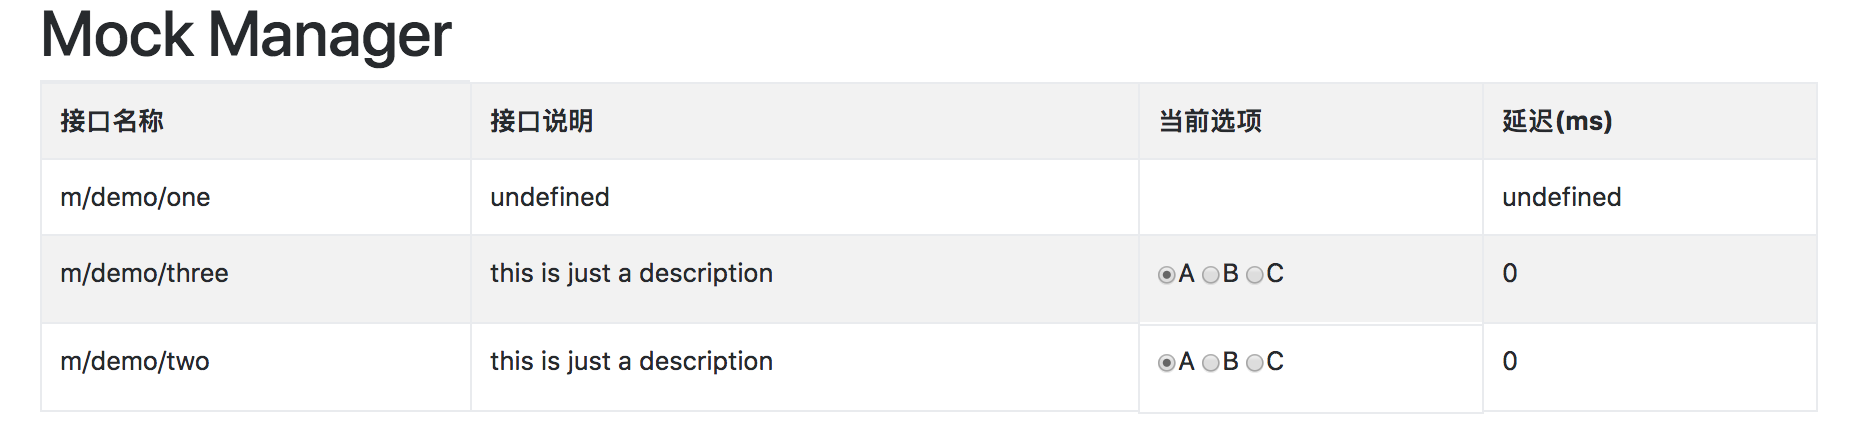 Mock Manager
接口名称 接口说明 当前选项 延迟(ms)
m/demo/one undefined undefined
m/demo/three this is just a description A B C 0
m/demo/two this is just a description A B C 0